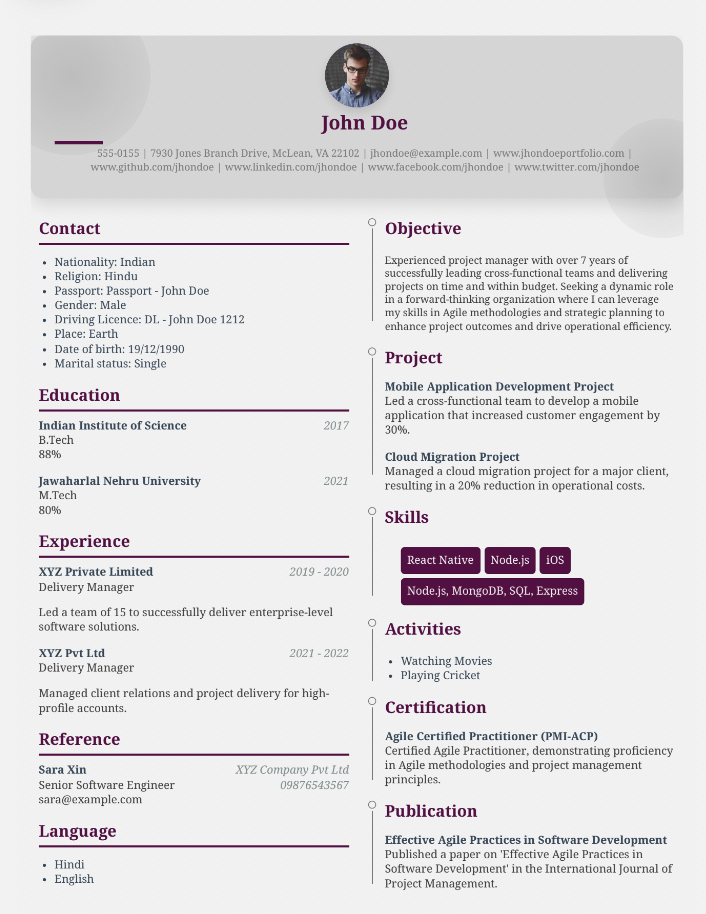 John Doe
555-0155 | 7930 Jones Branch Drive, McLean, VA 22102 | jhondoe@example.com | www.jhondoeportfolio.com |
www.github.com/jhondoe | www.linkedin.com/jhondoe | www.facebook.com/jhondoe | www.twitter.com/jhondoe
Contact
• Nationality: Indian
• Religion: Hindu
• Passport: Passport - John Doe
• Gender: Male
• Driving Licence: DL - John Doe 1212
• Place: Earth
• Date of birth: 19/12/1990
• Marital status: Single
Education
Indian Institute of Science 2017
B.Tech
88%
Jawaharlal Nehru University 2021
M.Tech
80%
Experience
XYZ Private Limited 2019 - 2020
Delivery Manager
Led a team of 15 to successfully deliver enterprise-level
software solutions.
XYZ Pvt Ltd 2021 - 2022
Delivery Manager
Managed client relations and project delivery for high-
profile accounts.
Reference
Sara Xin XYZ Company Pvt Ltd
Senior Software Engineer 09876543567
sara@example.com
Language
• Hindi
• English
Objective
Experienced project manager with over 7 years of
successfully leading cross-functional teams and delivering
projects on time and within budget. Seeking a dynamic role
in a forward-thinking organization where I can leverage
my skills in Agile methodologies and strategic planning to
enhance project outcomes and drive operational efficiency.
Project
Mobile Application Development Project
Led a cross-functional team to develop a mobile
application that increased customer engagement by
30%.
Cloud Migration Project
Managed a cloud migration project for a major client,
resulting in a 20% reduction in operational costs.
Skills
React Native Node.js iOS
Node.js, MongoDB, SQL, Express
Activities
• Watching Movies
• Playing Cricket
Certification
Agile Certified Practitioner (PMI-ACP)
Certified Agile Practitioner, demonstrating proficiency
in Agile methodologies and project management
principles.
Publication
Effective Agile Practices in Software Development
Published a paper on 'Effective Agile Practices in
Software Development' in the International Journal of
Project Management.